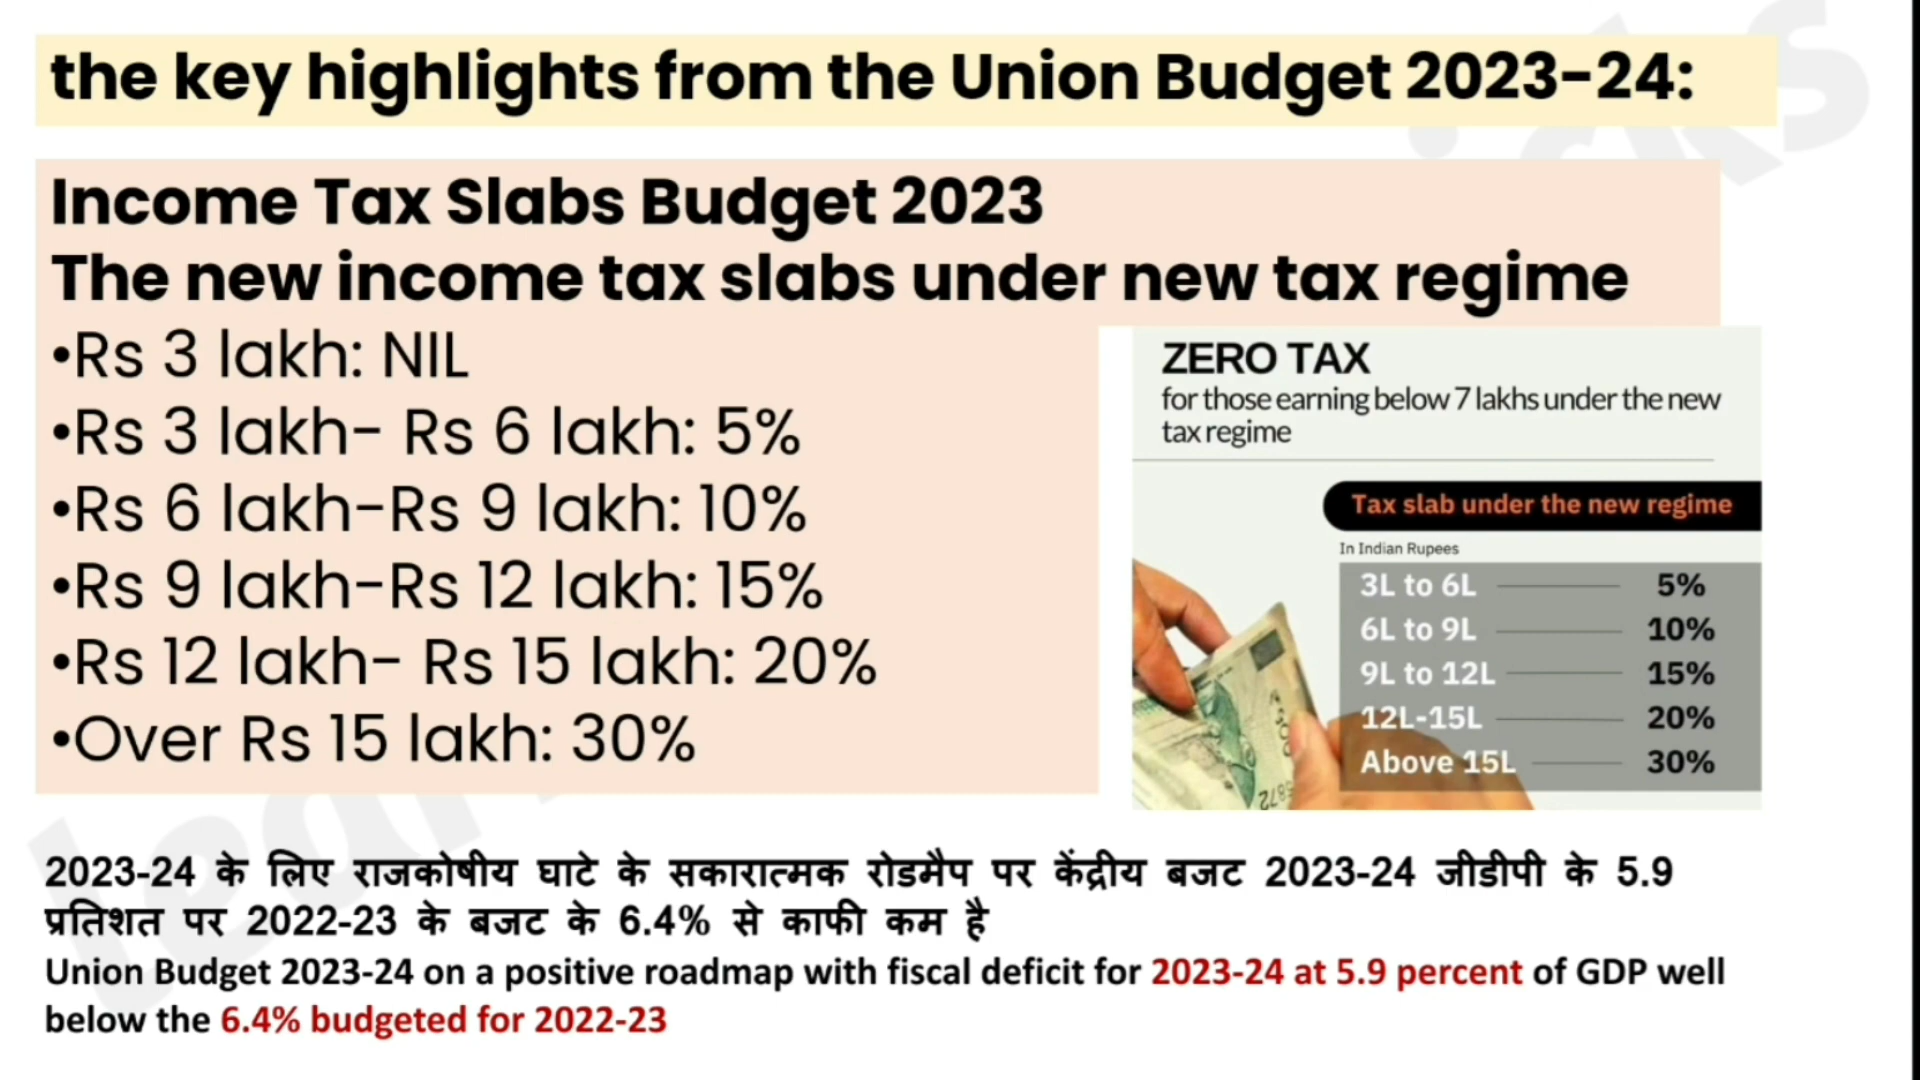 the key highlights from the Union Budget 2023-24:
Income Tax Slabs Budget 2023
The new income tax slabs under new tax regime
•Rs 3 lakh: NIL
•Rs 3 lakh- Rs 6 lakh: 5%
•Rs 6 lakh-Rs 9 lakh: 10%
•Rs 9 lakh-Rs 12 lakh: 15%
•Rs 12 lakh- Rs 15 lakh: 20%
•Over Rs 15 lakh: 30%
ZERO TAX
for those earning below 7 lakhs under the new
tax regime
Tax slab under the new regime
In Indian Rupees
3L to 6L 5%
6L to 9L 10%
9L to 12L 15%
12L-15L 20%
Above 15L 30%
2023-24 के लिए राजकोषीय घाटे के सकारात्मक रोडमैप पर केंद्रीय बजट 2023-24 जीडीपी के 5.9
प्रतिशत पर 2022-23 के बजट के 6.4% से काफी कम है
Union Budget 2023-24 on a positive roadmap with fiscal deficit for 2023-24 at 5.9 percent of GDP well
below the 6.4% budgeted for 2022-23